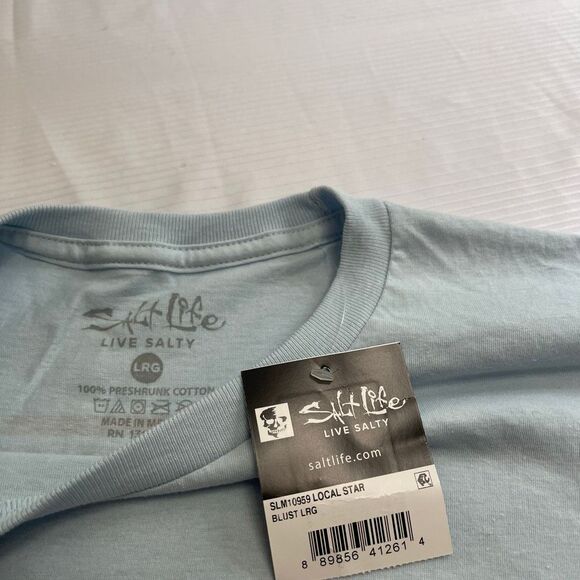 Salt Life
LIVE SALTY
LRG
100% PRESHRUNK COTTON
MADE IN
RN
Salt Life
LIVE SALTY
saltlife.com
SLM10959 LOCAL STAR
BLUST LRG
8 89856 41261 4